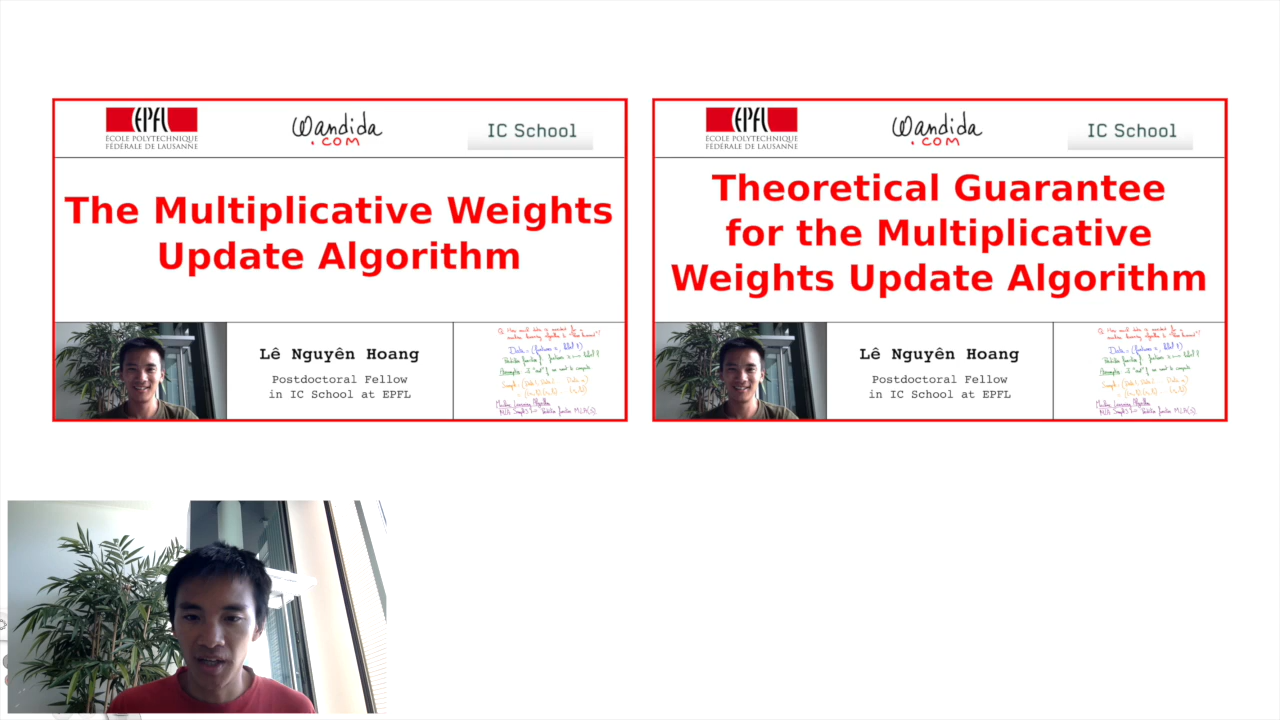 EPFL
ÉCOLE POLYTECHNIQUE
FÉDÉRALE DE LAUSANNE
Wandida
.COM
IC School
The Multiplicative Weights
Update Algorithm
Lê Nguyên Hoang
Postdoctoral Fellow
in IC School at EPFL
EPFL
ÉCOLE POLYTECHNIQUE
FÉDÉRALE DE LAUSANNE
Wandida
.COM
IC School
Theoretical Guarantee
for the Multiplicative
Weights Update Algorithm
Lê Nguyên Hoang
Postdoctoral Fellow
in IC School at EPFL